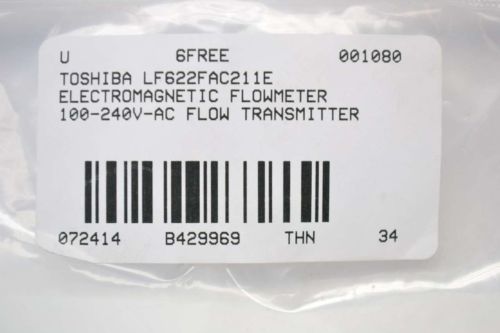 U 6FREE 001080
TOSHIBA LF622FAC211E
ELECTROMAGNETIC FLOWMETER
100-240V-AC FLOW TRANSMITTER
072414 B429969 THN 34